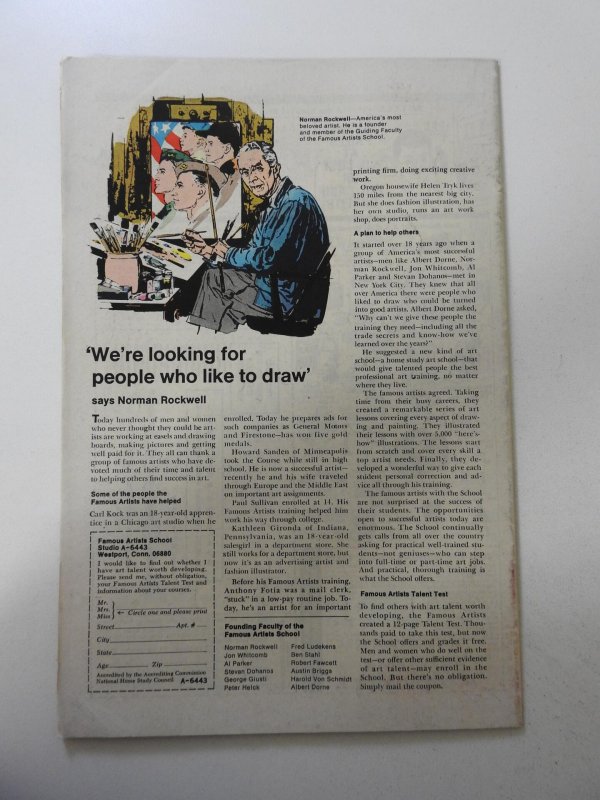 Norman Rockwell—America's most
beloved artist. He is a founder
and member of the Guiding Faculty
of the Famous Artists School.
'We're looking for
people who like to draw'
says Norman Rockwell
Today hundreds of men and women
who never thought they could be art-
ists are working at easels and drawing
boards, making pictures and getting
well paid for it. They all can thank a
group of famous artists who have de-
voted much of their time and talent
to helping others find success in art.
Some of the people the
Famous Artists have helped
Carl Kock was an 18-year-old appren-
tice in a Chicago art studio when he
Famous Artists School
Studio A-6443
Westport, Conn. 06880
I would like to find out whether I
have art talent worth developing.
Please send me, without obligation,
your Famous Artists Talent Test and
information about your courses.
Mr.
Mrs. ← Circle one and please print
Miss
Street Apt. #
City
State
Age Zip
Accredited by the Accrediting Commission
National Home Study Council A-6443
enrolled. Today he prepares ads for
such companies as General Motors
and Firestone—has won five gold
medals.
Howard Sanden of Minneapolis
took the Course while still in high
school. He is now a successful artist—
recently he and his wife traveled
through Europe and the Middle East
on important art assignments.
Paul Sullivan enrolled at 14. His
Famous Artists training helped him
work his way through college.
Kathleen Gironda of Indiana,
Pennsylvania, was an 18-year-old
salesgirl in a department store. She
still works for a department store, but
now it's as an advertising artist and
fashion illustrator.
Before his Famous Artists training,
Anthony Fotia was a mail clerk,
"stuck" in a low-pay routine job. To-
day, he's an artist for an important
Founding Faculty of the
Famous Artists School
Norman Rockwell
Jon Whitcomb
Al Parker
Stevan Dohanos
George Giusti
Peter Helck
Fred Ludekens
Ben Stahl
Robert Fawcett
Austin Briggs
Harold Von Schmidt
Albert Dorne
printing firm, doing exciting creative
work.
Oregon housewife Helen Tryk lives
150 miles from the nearest big city.
But she does fashion illustration, has
her own studio, runs an art work
shop, does portraits.
A plan to help others
It started over 18 years ago when a
group of America's most successful
artists—men like Albert Dorne, Nor-
man Rockwell, Jon Whitcomb, Al
Parker and Stevan Dohanos—met in
New York City. They knew that all
over America there were people who
liked to draw who could be turned
into good artists. Albert Dorne asked,
"Why can't we give these people the
training they need—including all the
trade secrets and know-how we've
learned over the years?"
He suggested a new kind of art
school—a home study art school—that
would give talented people the best
professional art training, no matter
where they live.
The famous artists agreed. Taking
time from their busy careers, they
created a remarkable series of art
lessons covering every aspect of draw-
ing and painting. They illustrated
their lessons with over 5,000 "here's-
how" illustrations. The lessons start
from scratch and cover every skill a
top artist needs. Finally, they de-
veloped a wonderful way to give each
student personal correction and ad-
vice all through his training.
The famous artists with the School
are not surprised at the success of
their students. The opportunities
open to successful artists today are
enormous. The School continually
gets calls from all over the country
asking for practical well-trained stu-
dents—not geniuses—who can step
into full-time or part-time art jobs.
And practical, thorough training is
what the School offers.
Famous Artists Talent Test
To find others with art talent worth
developing, the Famous Artists
created a 12-page Talent Test. Thou-
sands paid to take this test, but now
the School offers and grades it free.
Men and women who do well on the
test—or offer other sufficient evidence
of art talent—may enroll in the
School. But there's no obligation.
Simply mail the coupon.